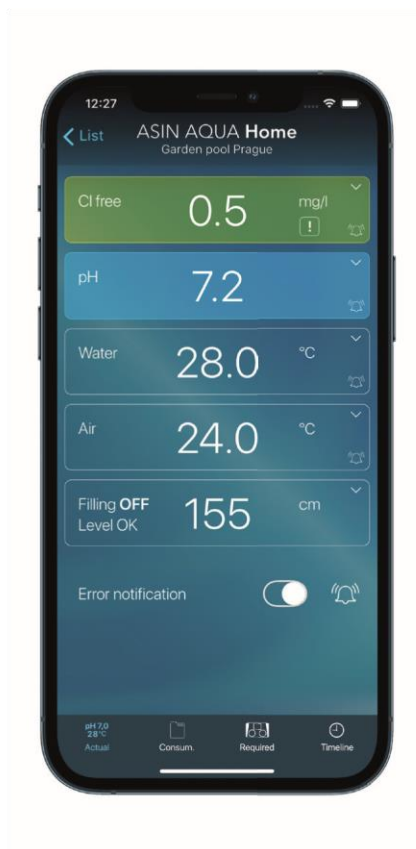 12:27
List
ASIN AQUA Home
Garden pool Prague
Cl free
0.5
mg/l
!
pH
7.2
Water
28.0
°C
Air
24.0
°C
Filling OFF
Level OK
155
cm
Error notification
pH 7,0
28°C
Actual
Consum.
Required
Timeline